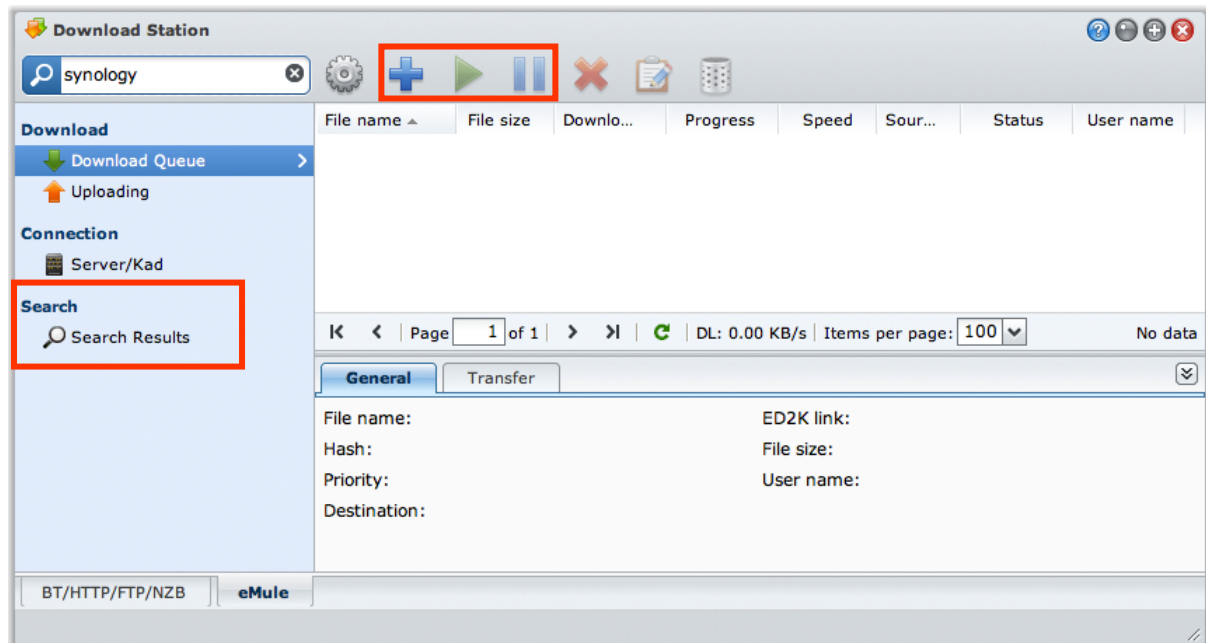 Download Station
synology
Download
Download Queue
Uploading
Connection
Server/Kad
Search
Search Results
File name File size Downlo... Progress Speed Sour... Status User name
Page 1 of 1 DL: 0.00 KB/s Items per page: 100 No data
General Transfer
File name: ED2K link:
Hash: File size:
Priority: User name:
Destination:
BT/HTTP/FTP/NZB eMule